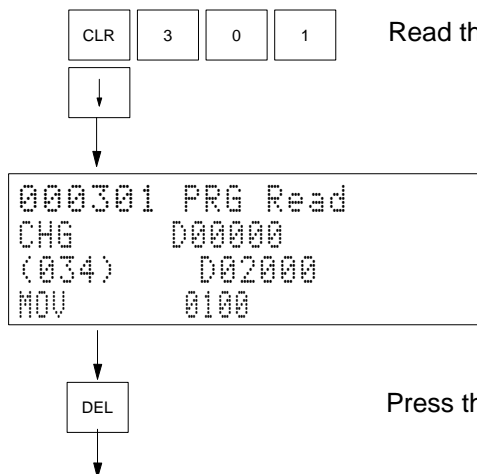 CLR 3 0 1 Read th
↓
000301 PRG Read
CHG D00000
(034) D02000
MOV 0100
DEL Press th